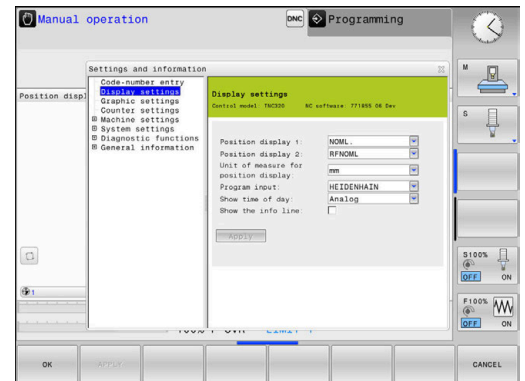 Manual operation
DNC
Programming
Settings and information
Position displ
Code-number entry
Display settings
Graphic settings
Counter settings
Machine settings
System settings
Diagnostic functions
General information
Display settings
Control model: TNC320 NC software: 771855 06 Dev
Position display 1: NOML.
Position display 2: RFNOML
Unit of measure for
position display: mm
Program input: HEIDENHAIN
Show time of day: Analog
Show the info line:
Apply
M
S
S100%
OFF ON
F100%
OFF ON
1
OK
APPLY
CANCEL